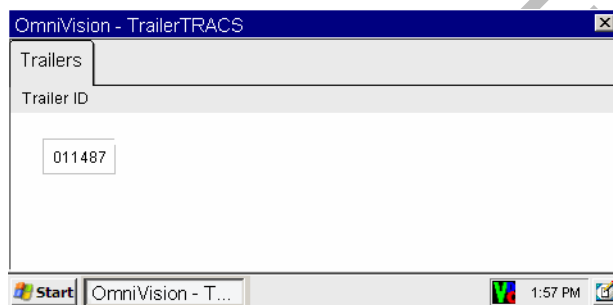 OmniVision - TrailerTRACS
Trailers
Trailer ID
011487
Start OmniVision - T... 1:57 PM